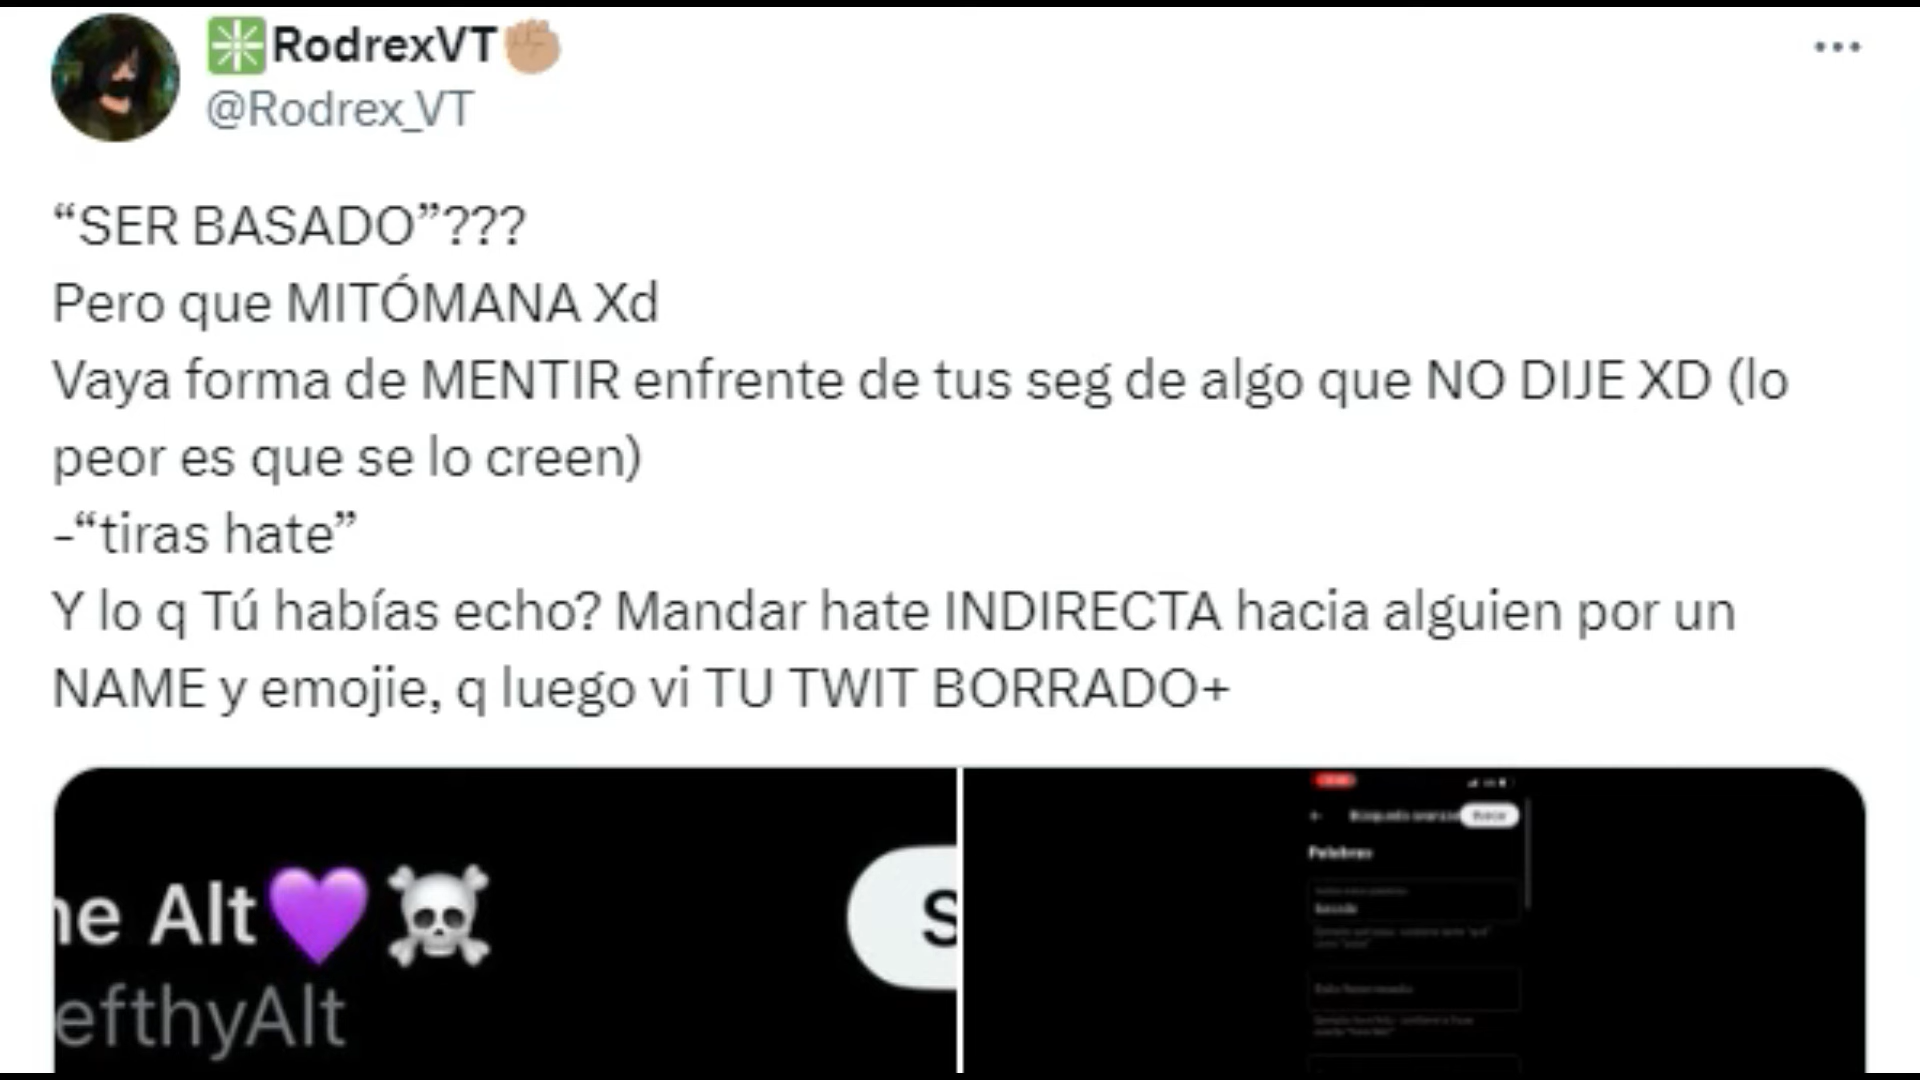 ❇️RodrexVT✊🏼
@Rodrex_VT
“SER BASADO”???
Pero que MITÓMANA Xd
Vaya forma de MENTIR enfrente de tus seg de algo que NO DIJE XD (lo
peor es que se lo creen)
-“tiras hate”
Y lo q Tú habías echo? Mandar hate INDIRECTA hacia alguien por un
NAME y emojie, q luego vi TU TWIT BORRADO+
ne Alt💜☠️
efthyAlt
S
Palabras